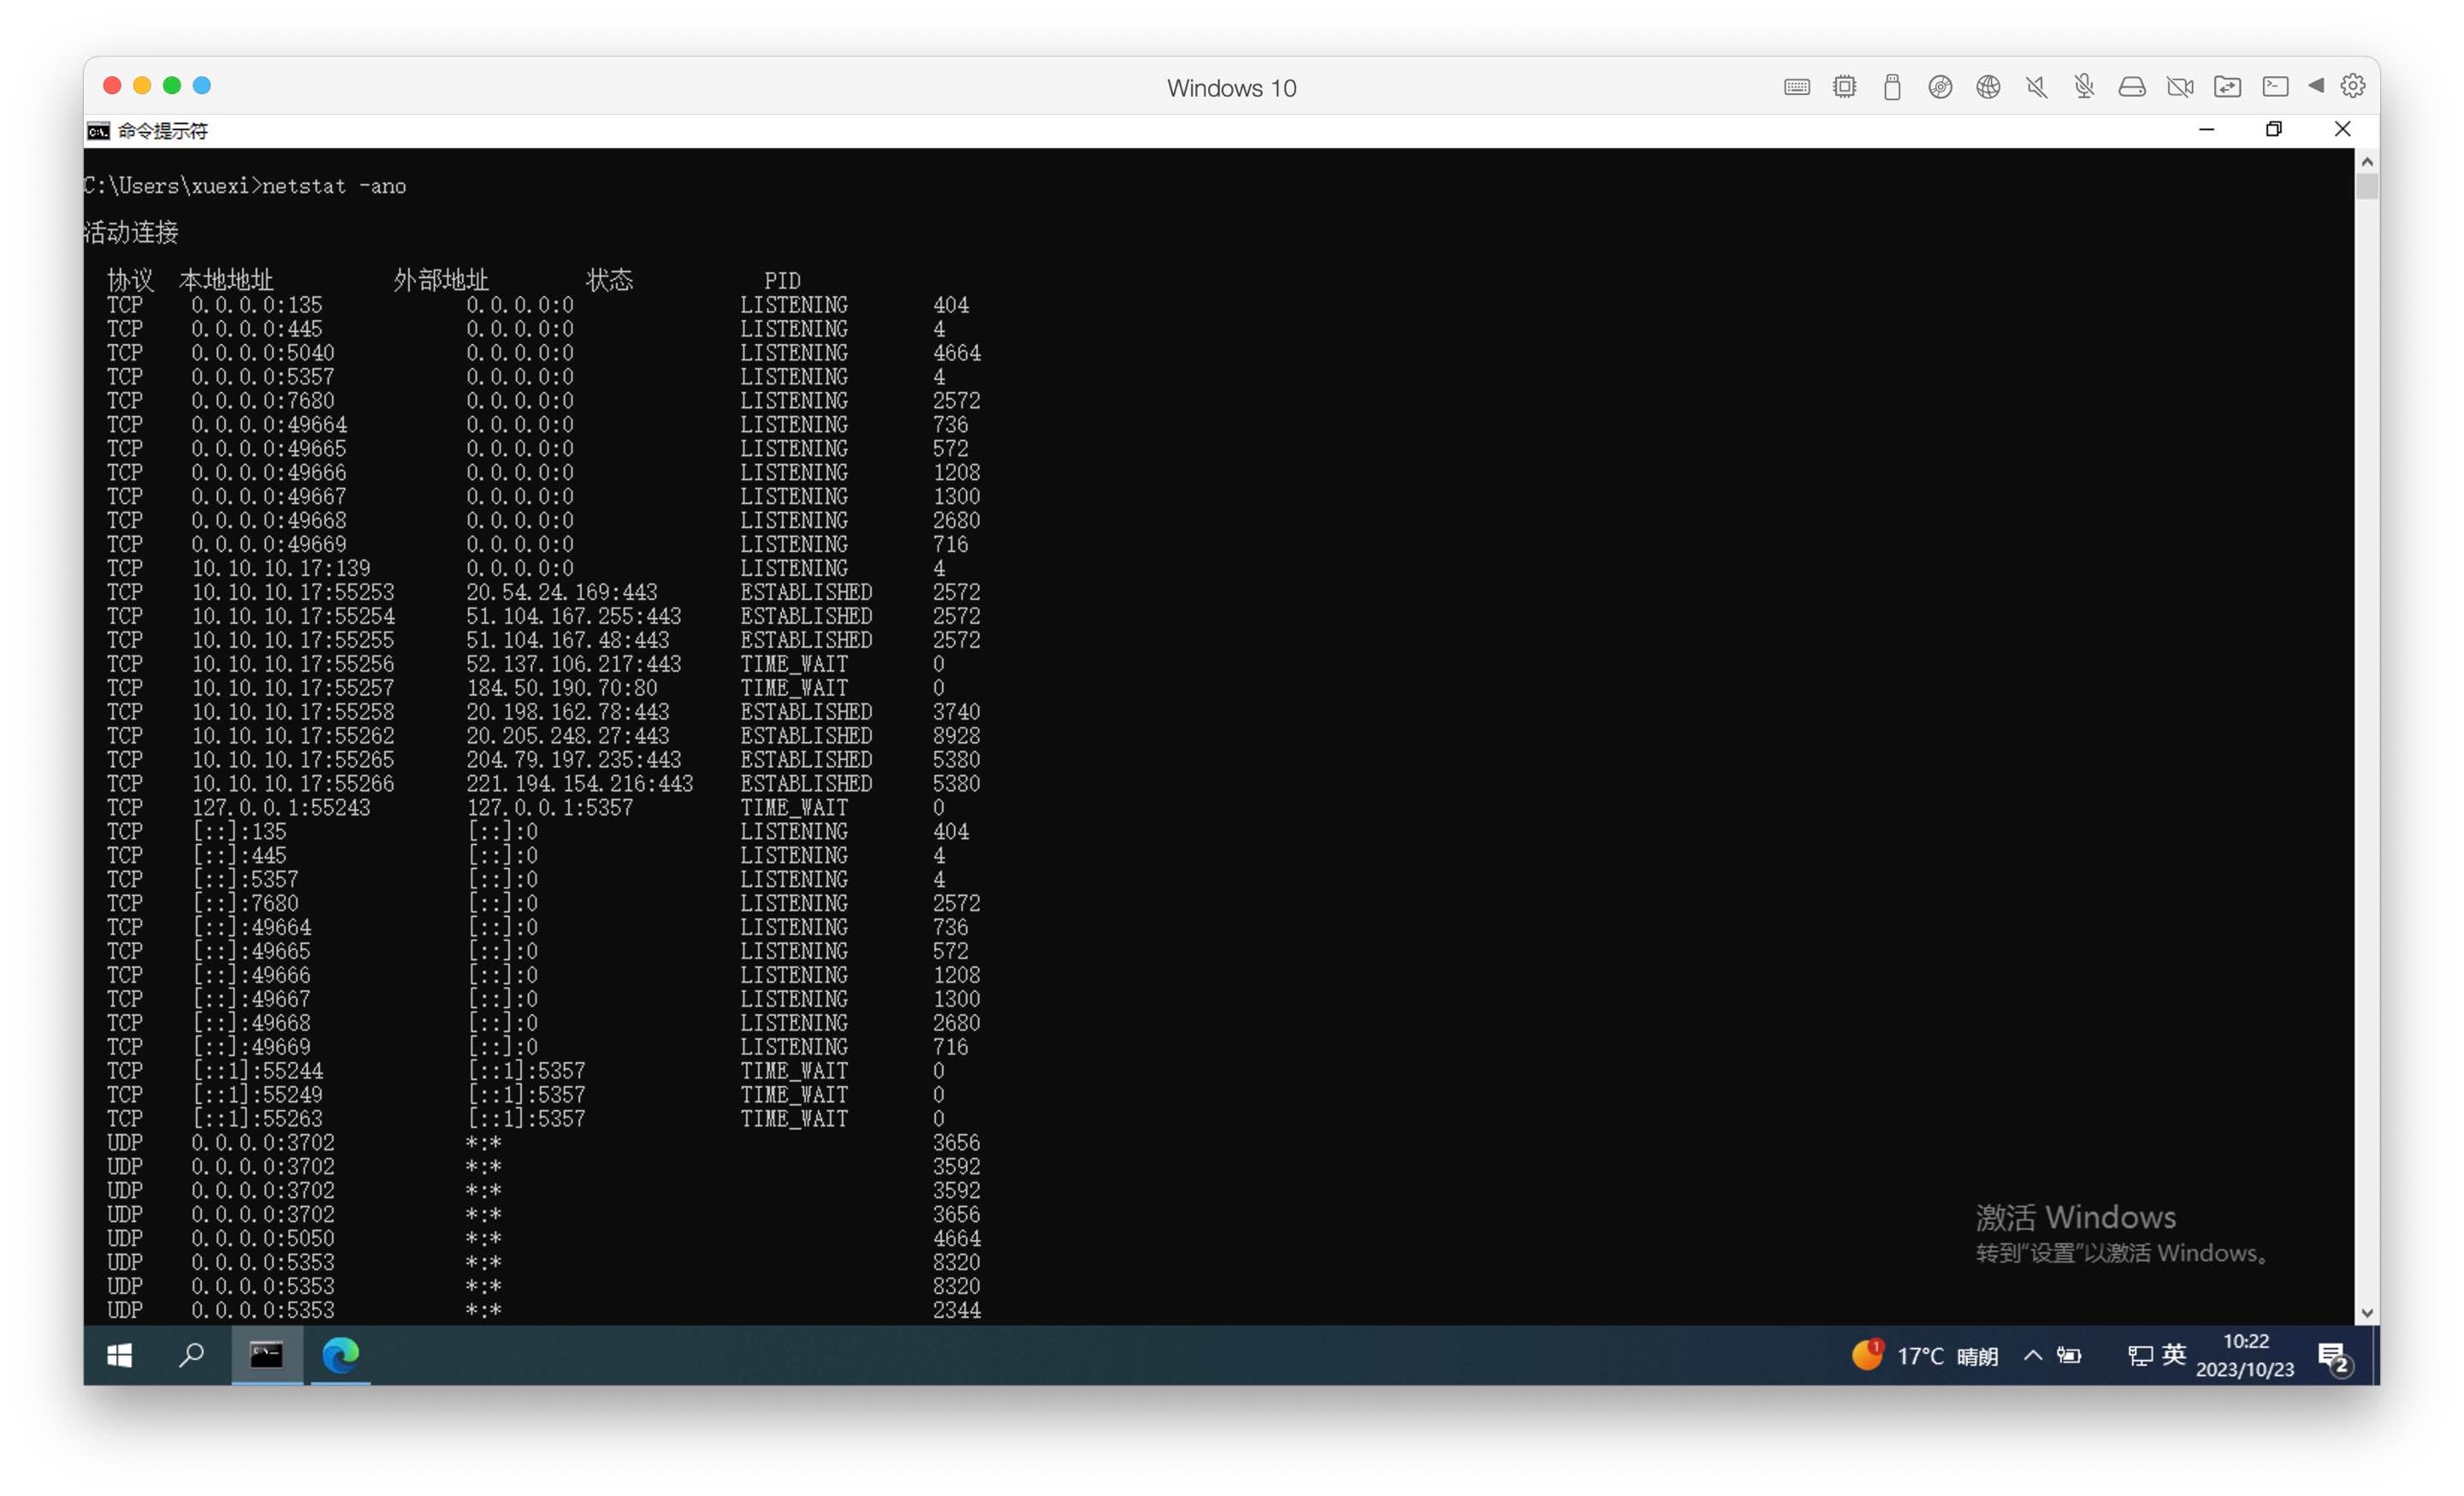 Windows 10
命令提示符
C:\Users\xuexi>netstat -ano
活动连接
协议 本地地址 外部地址 状态 PID
TCP 0.0.0.0:135 0.0.0.0:0 LISTENING 404
TCP 0.0.0.0:445 0.0.0.0:0 LISTENING 4
TCP 0.0.0.0:5040 0.0.0.0:0 LISTENING 4664
TCP 0.0.0.0:5357 0.0.0.0:0 LISTENING 4
TCP 0.0.0.0:7680 0.0.0.0:0 LISTENING 2572
TCP 0.0.0.0:49664 0.0.0.0:0 LISTENING 736
TCP 0.0.0.0:49665 0.0.0.0:0 LISTENING 572
TCP 0.0.0.0:49666 0.0.0.0:0 LISTENING 1208
TCP 0.0.0.0:49667 0.0.0.0:0 LISTENING 1300
TCP 0.0.0.0:49668 0.0.0.0:0 LISTENING 2680
TCP 0.0.0.0:49669 0.0.0.0:0 LISTENING 716
TCP 10.10.10.17:139 0.0.0.0:0 LISTENING 4
TCP 10.10.10.17:55253 20.54.24.169:443 ESTABLISHED 2572
TCP 10.10.10.17:55254 51.104.167.255:443 ESTABLISHED 2572
TCP 10.10.10.17:55255 51.104.167.48:443 ESTABLISHED 2572
TCP 10.10.10.17:55256 52.137.106.217:443 TIME_WAIT 0
TCP 10.10.10.17:55257 184.50.190.70:80 TIME_WAIT 0
TCP 10.10.10.17:55258 20.198.162.78:443 ESTABLISHED 3740
TCP 10.10.10.17:55262 20.205.248.27:443 ESTABLISHED 8928
TCP 10.10.10.17:55265 204.79.197.235:443 ESTABLISHED 5380
TCP 10.10.10.17:55266 221.194.154.216:443 ESTABLISHED 5380
TCP 127.0.0.1:55243 127.0.0.1:5357 TIME_WAIT 0
TCP [::]:135 [::]:0 LISTENING 404
TCP [::]:445 [::]:0 LISTENING 4
TCP [::]:5357 [::]:0 LISTENING 4
TCP [::]:7680 [::]:0 LISTENING 2572
TCP [::]:49664 [::]:0 LISTENING 736
TCP [::]:49665 [::]:0 LISTENING 572
TCP [::]:49666 [::]:0 LISTENING 1208
TCP [::]:49667 [::]:0 LISTENING 1300
TCP [::]:49668 [::]:0 LISTENING 2680
TCP [::]:49669 [::]:0 LISTENING 716
TCP [::1]:55244 [::1]:5357 TIME_WAIT 0
TCP [::1]:55249 [::1]:5357 TIME_WAIT 0
TCP [::1]:55263 [::1]:5357 TIME_WAIT 0
UDP 0.0.0.0:3702 *:* 3656
UDP 0.0.0.0:3702 *:* 3592
UDP 0.0.0.0:3702 *:* 3592
UDP 0.0.0.0:3702 *:* 3656
UDP 0.0.0.0:5050 *:* 4664
UDP 0.0.0.0:5353 *:* 8320
UDP 0.0.0.0:5353 *:* 8320
UDP 0.0.0.0:5353 *:* 2344
激活 Windows
转到“设置”以激活 Windows。
1 17°C 晴朗 英 10:22
2023/10/23 2